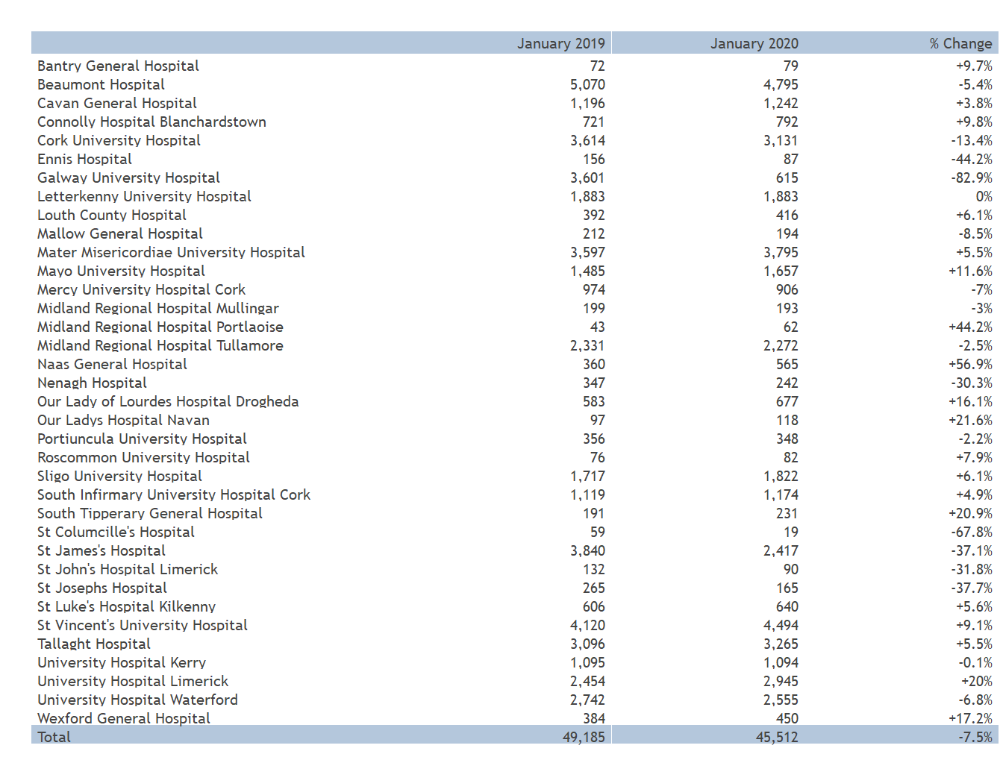 January 2019 January 2020 % Change
Bantry General Hospital 72 79 +9.7%
Beaumont Hospital 5,070 4,795 -5.4%
Cavan General Hospital 1,196 1,242 +3.8%
Connolly Hospital Blanchardstown 721 792 +9.8%
Cork University Hospital 3,614 3,131 -13.4%
Ennis Hospital 156 87 -44.2%
Galway University Hospital 3,601 615 -82.9%
Letterkenny University Hospital 1,883 1,883 0%
Louth County Hospital 392 416 +6.1%
Mallow General Hospital 212 194 -8.5%
Mater Misericordiae University Hospital 3,597 3,795 +5.5%
Mayo University Hospital 1,485 1,657 +11.6%
Mercy University Hospital Cork 974 906 -7%
Midland Regional Hospital Mullingar 199 193 -3%
Midland Regional Hospital Portlaoise 43 62 +44.2%
Midland Regional Hospital Tullamore 2,331 2,272 -2.5%
Naas General Hospital 360 565 +56.9%
Nenagh Hospital 347 242 -30.3%
Our Lady of Lourdes Hospital Drogheda 583 677 +16.1%
Our Ladys Hospital Navan 97 118 +21.6%
Portiuncula University Hospital 356 348 -2.2%
Roscommon University Hospital 76 82 +7.9%
Sligo University Hospital 1,717 1,822 +6.1%
South Infirmary University Hospital Cork 1,119 1,174 +4.9%
South Tipperary General Hospital 191 231 +20.9%
St Columcille's Hospital 59 19 -67.8%
St James's Hospital 3,840 2,417 -37.1%
St John's Hospital Limerick 132 90 -31.8%
St Josephs Hospital 265 165 -37.7%
St Luke's Hospital Kilkenny 606 640 +5.6%
St Vincent's University Hospital 4,120 4,494 +9.1%
Tallaght Hospital 3,096 3,265 +5.5%
University Hospital Kerry 1,095 1,094 -0.1%
University Hospital Limerick 2,454 2,945 +20%
University Hospital Waterford 2,742 2,555 -6.8%
Wexford General Hospital 384 450 +17.2%
Total 49,185 45,512 -7.5%